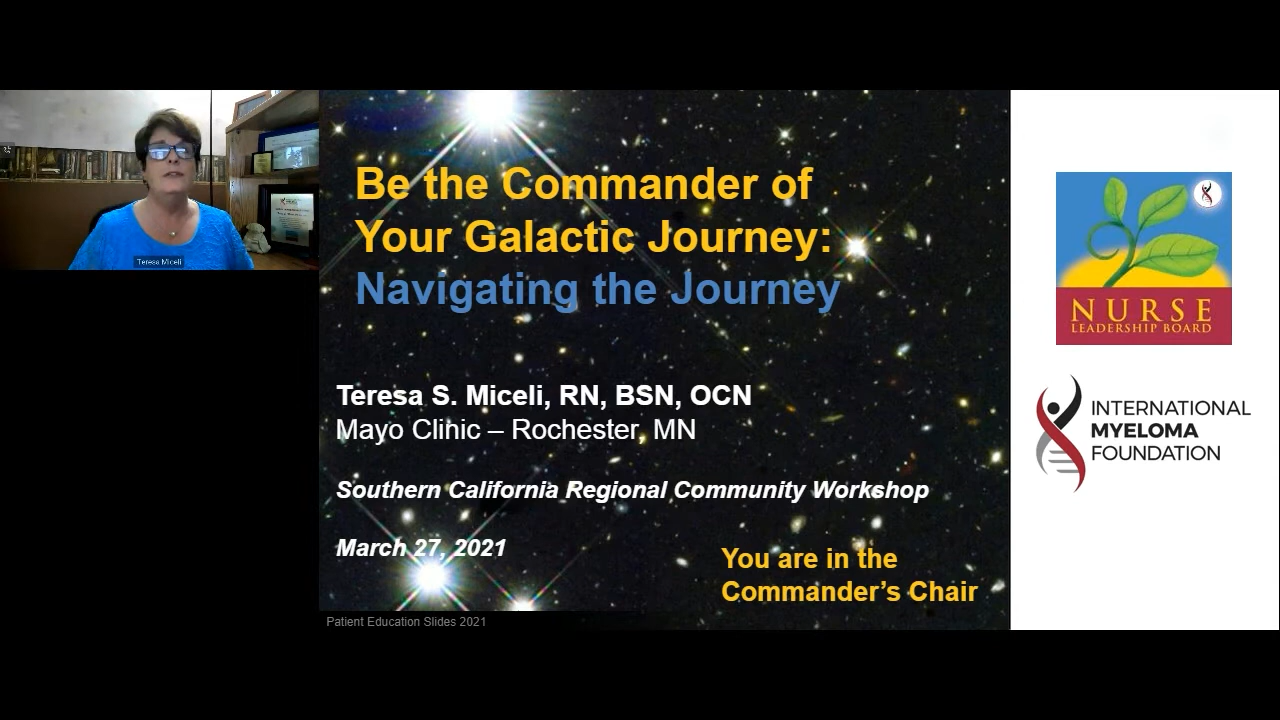 Teresa Miceli
Be the Commander of
Your Galactic Journey:
Navigating the Journey
Teresa S. Miceli, RN, BSN, OCN
Mayo Clinic – Rochester, MN
Southern California Regional Community Workshop
March 27, 2021
You are in the
Commander's Chair
Patient Education Slides 2021
NURSE
LEADERSHIP BOARD
INTERNATIONAL
MYELOMA
FOUNDATION